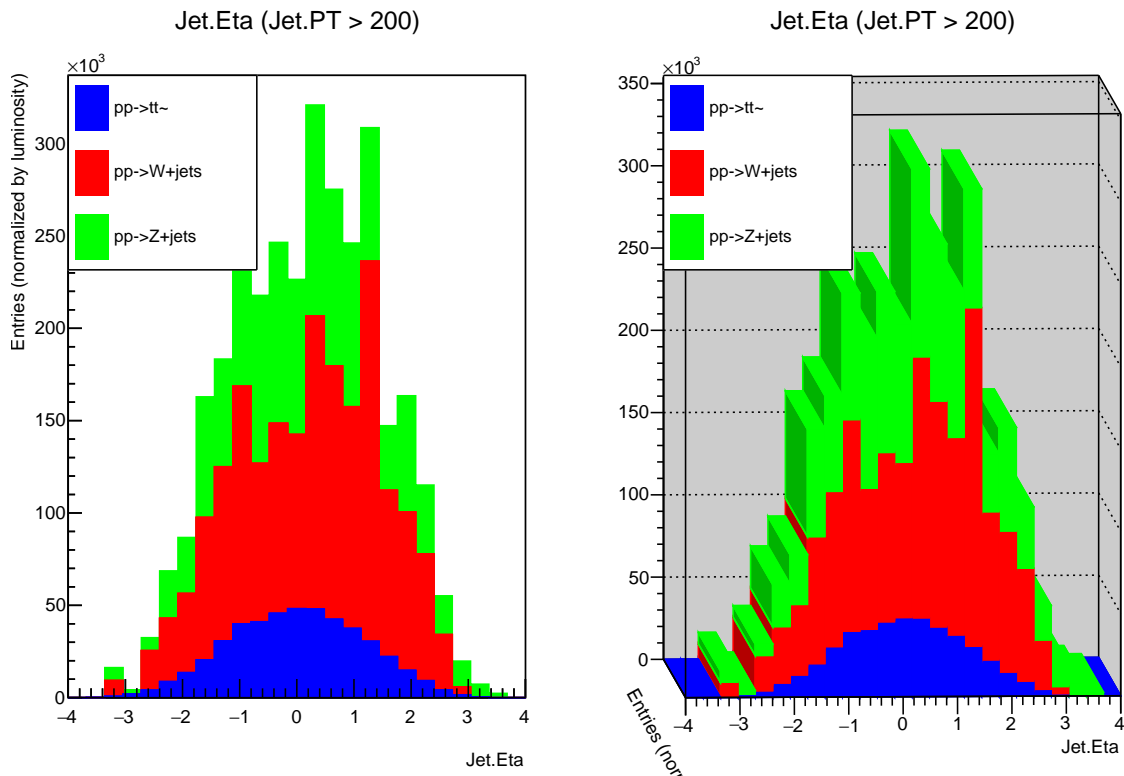 Jet.Eta (Jet.PT > 200)
×10³
Entries (normalized by luminosity)
pp->tt~
pp->W+jets
pp->Z+jets
300
250
200
150
100
50
0
−4 −3 −2 −1 0 1 2 3 4
Jet.Eta
Jet.Eta (Jet.PT > 200)
×10³
pp->tt~
pp->W+jets
pp->Z+jets
350
300
250
200
150
100
50
0
−4 −3 −2 −1 0 1 2 3 4
Entries (nor
Jet.Eta